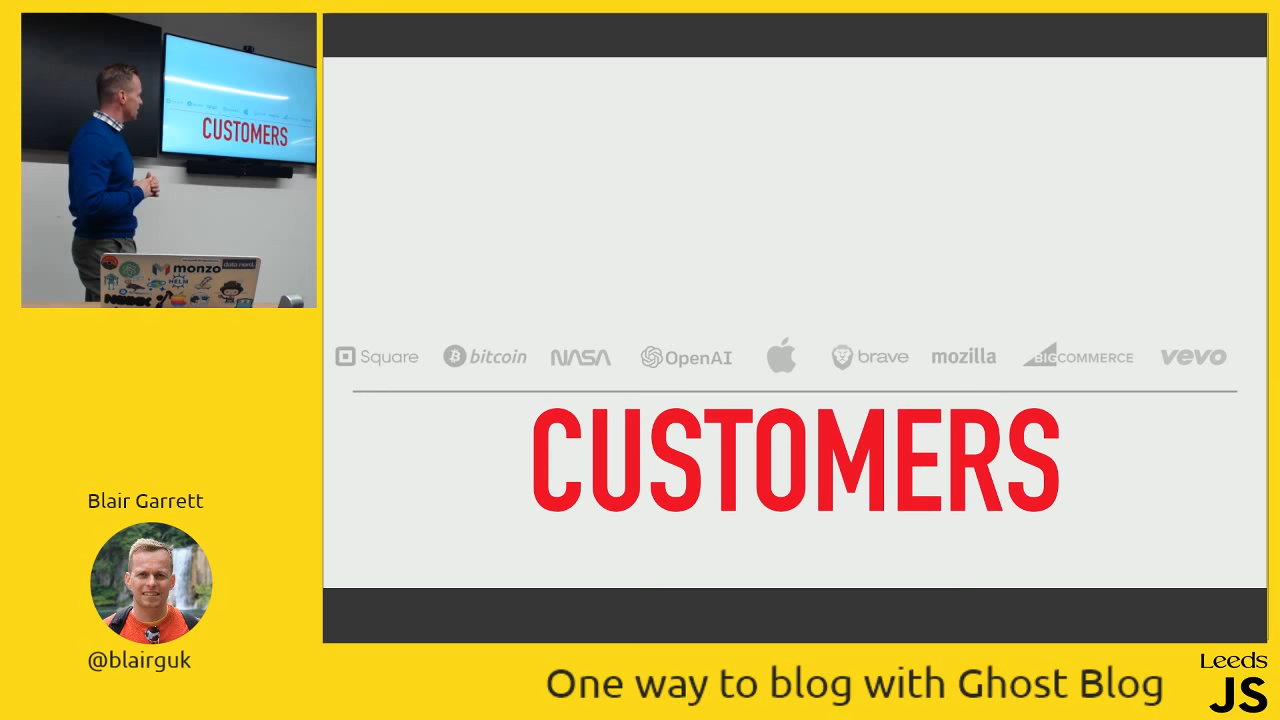 CUSTOMERS
monzo
data nerd
HELM
Square
bitcoin
NASA
OpenAI
brave
mozilla
BIGCOMMERCE
vevo
CUSTOMERS
Blair Garrett
@blairguk
One way to blog with Ghost Blog
Leeds
JS